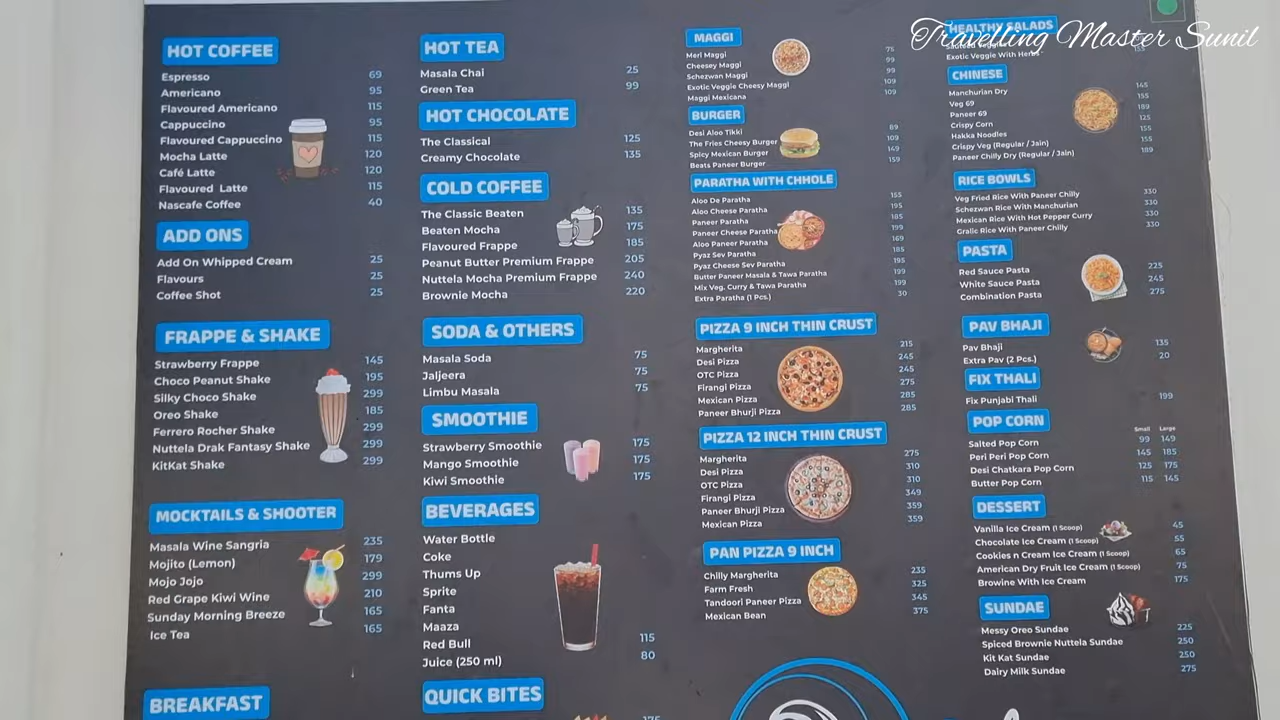 Travelling Master Sunil
HOT COFFEE
Espresso 69
Americano 95
Flavoured Americano 115
Cappuccino 95
Flavoured Cappuccino 115
Mocha Latte 120
Café Latte 120
Flavoured Latte 115
Nascafe Coffee 40
ADD ONS
Add On Whipped Cream 25
Flavours 25
Coffee Shot 25
FRAPPE & SHAKE
Strawberry Frappe 145
Choco Peanut Shake 195
Silky Choco Shake 299
Oreo Shake 185
Ferrero Rocher Shake 299
Nuttela Drak Fantasy Shake 299
KitKat Shake 299
MOCKTAILS & SHOOTER
Masala Wine Sangria 235
Mojito (Lemon) 179
Mojo Jojo 299
Red Grape Kiwi Wine 210
Sunday Morning Breeze 165
Ice Tea 165
BREAKFAST
HOT TEA
Masala Chai 25
Green Tea 99
HOT CHOCOLATE
The Classical 125
Creamy Chocolate 135
COLD COFFEE
The Classic Beaten 135
Beaten Mocha 175
Flavoured Frappe 185
Peanut Butter Premium Frappe 205
Nuttela Mocha Premium Frappe 240
Brownie Mocha 220
SODA & OTHERS
Masala Soda 75
Jaljeera 75
Limbu Masala 75
SMOOTHIE
Strawberry Smoothie 175
Mango Smoothie 175
Kiwi Smoothie 175
BEVERAGES
Water Bottle
Coke
Thums Up
Sprite
Fanta
Maaza
Red Bull 115
Juice (250 ml) 80
QUICK BITES
175
MAGGI
Meri Maggi 75
Cheesey Maggi 99
Schezwan Maggi 99
Exotic Veggie Cheesy Maggi 109
Maggi Mexicana 109
BURGER
Desi Aloo Tikki 89
The Fries Cheesy Burger 109
Spicy Mexican Burger 149
Beats Paneer Burger 159
PARATHA WITH CHHOLE
Aloo De Paratha 155
Aloo Cheese Paratha 195
Paneer Paratha 185
Paneer Cheese Paratha 199
Aloo Paneer Paratha 169
Pyaz Sev Paratha 185
Pyaz Cheese Sev Paratha 195
Butter Paneer Masala & Tawa Paratha 199
Mix Veg. Curry & Tawa Paratha 199
Extra Paratha (1 Pcs.) 30
PIZZA 9 INCH THIN CRUST
Margherita 215
Desi Pizza 245
OTC Pizza 245
Firangi Pizza 275
Mexican Pizza 285
Paneer Bhurji Pizza 285
PIZZA 12 INCH THIN CRUST
Margherita 275
Desi Pizza 310
OTC Pizza 310
Firangi Pizza 349
Paneer Bhurji Pizza 359
Mexican Pizza 359
PAN PIZZA 9 INCH
Chilly Margherita 235
Farm Fresh 325
Tandoori Paneer Pizza 345
Mexican Bean 375
HEALTHY SALADS
Exotic Veggie With Herbs
CHINESE
Manchurian Dry 145
Veg 69 155
Paneer 69 189
Crispy Corn 125
Hakka Noodles 155
Crispy Veg (Regular / Jain) 155
Paneer Chilly Dry (Regular / Jain) 189
RICE BOWLS
Veg Fried Rice With Paneer Chilly 330
Schezwan Rice With Manchurian 330
Mexican Rice With Hot Pepper Curry 330
Gralic Rice With Paneer Chilly 330
PASTA
Red Sauce Pasta 225
White Sauce Pasta 245
Combination Pasta 275
PAV BHAJI
Pav Bhaji 135
Extra Pav (2 Pcs.) 20
FIX THALI
Fix Punjabi Thali 199
POP CORN
Small Large
Salted Pop Corn 99 149
Peri Peri Pop Corn 145 185
Desi Chatkara Pop Corn 125 175
Butter Pop Corn 115 145
DESSERT
Vanilla Ice Cream (1 Scoop) 45
Chocolate Ice Cream (1 Scoop) 55
Cookies n Cream Ice Cream (1 Scoop) 65
American Dry Fruit Ice Cream (1 Scoop) 75
Browine With Ice Cream 175
SUNDAE
Messy Oreo Sundae 225
Spiced Brownie Nuttela Sundae 250
Kit Kat Sundae 250
Dairy Milk Sundae 275